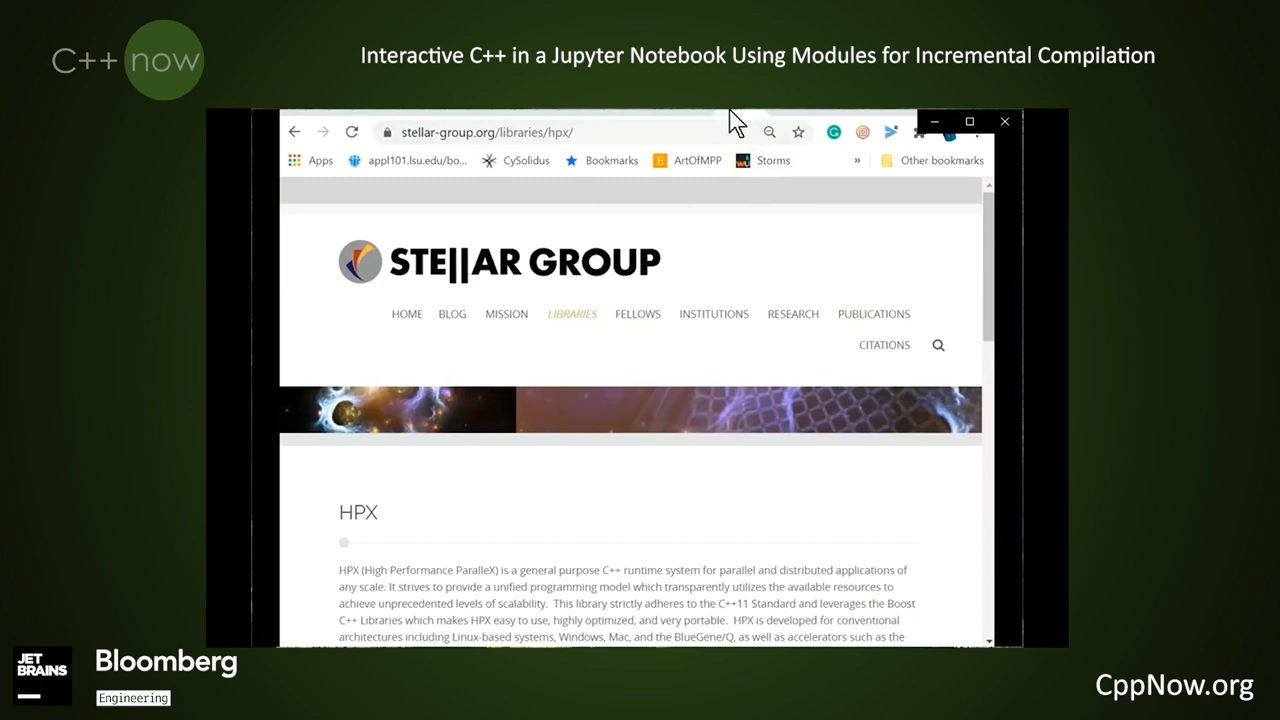 C++ now
Interactive C++ in a Jupyter Notebook Using Modules for Incremental Compilation
stellar-group.org/libraries/hpx/
Apps appl101.lsu.edu/bo... CySolidus Bookmarks ArtOfMPP Storms » Other bookmarks
STE||AR GROUP
HOME BLOG MISSION LIBRARIES FELLOWS INSTITUTIONS RESEARCH PUBLICATIONS
CITATIONS
HPX
HPX (High Performance ParalleX) is a general purpose C++ runtime system for parallel and distributed applications of
any scale. It strives to provide a unified programming model which transparently utilizes the available resources to
achieve unprecedented levels of scalability. This library strictly adheres to the C++11 Standard and leverages the Boost
C++ Libraries which makes HPX easy to use, highly optimized, and very portable. HPX is developed for conventional
architectures including Linux-based systems, Windows, Mac, and the BlueGene/Q, as well as accelerators such as the
JET
BRAINS
Bloomberg
Engineering
CppNow.org